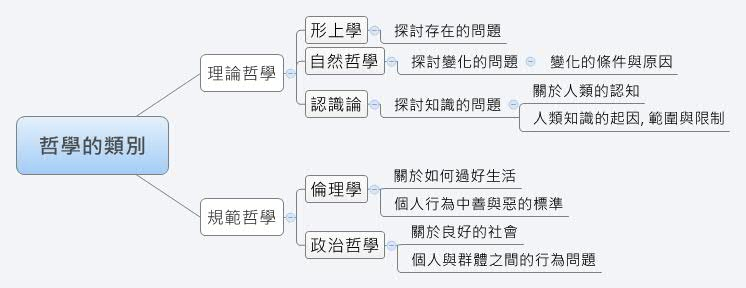 哲學的類別
理論哲學
形上學
探討存在的問題
自然哲學
探討變化的問題
變化的條件與原因
認識論
探討知識的問題
關於人類的認知
人類知識的起因, 範圍與限制
規範哲學
倫理學
關於如何過好生活
個人行為中善與惡的標準
政治哲學
關於良好的社會
個人與群體之間的行為問題